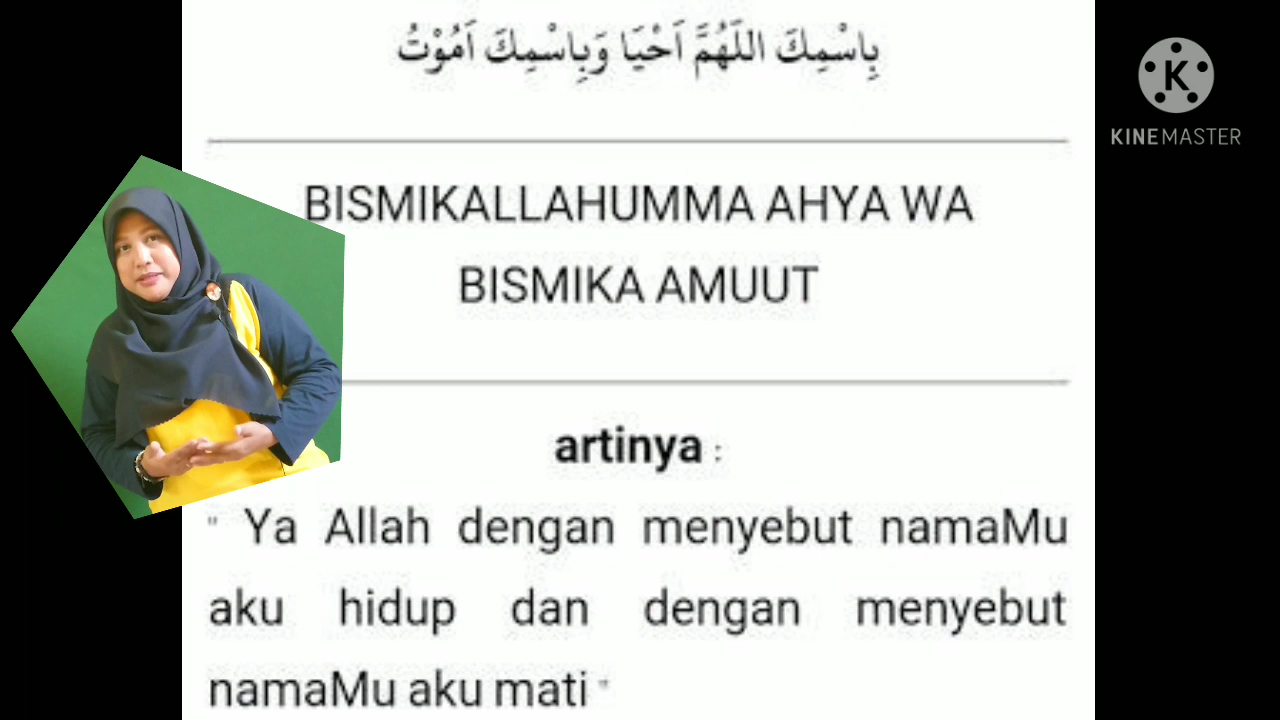 بِاسْمِكَ اللّٰهُمَّ اَحْيَا وَبِاسْمِكَ اَمُوْتُ
BISMIKALLAHUMMA AHYA WA
BISMIKA AMUUT
artinya :
" Ya Allah dengan menyebut namaMu
aku hidup dan dengan menyebut
namaMu aku mati "
K
KINEMASTER